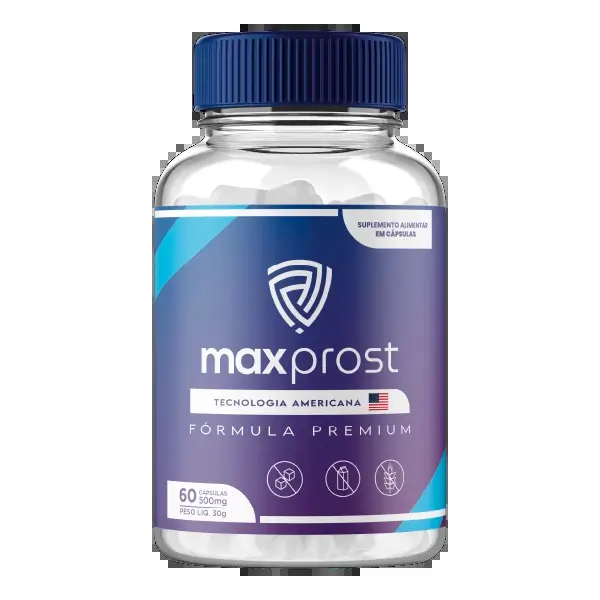 SUPLEMENTO ALIMENTAR
EM CÁPSULAS
maxprost
TECNOLOGIA AMERICANA
FÓRMULA PREMIUM
60 CÁPSULAS
500mg
PESO LIQ. 30g